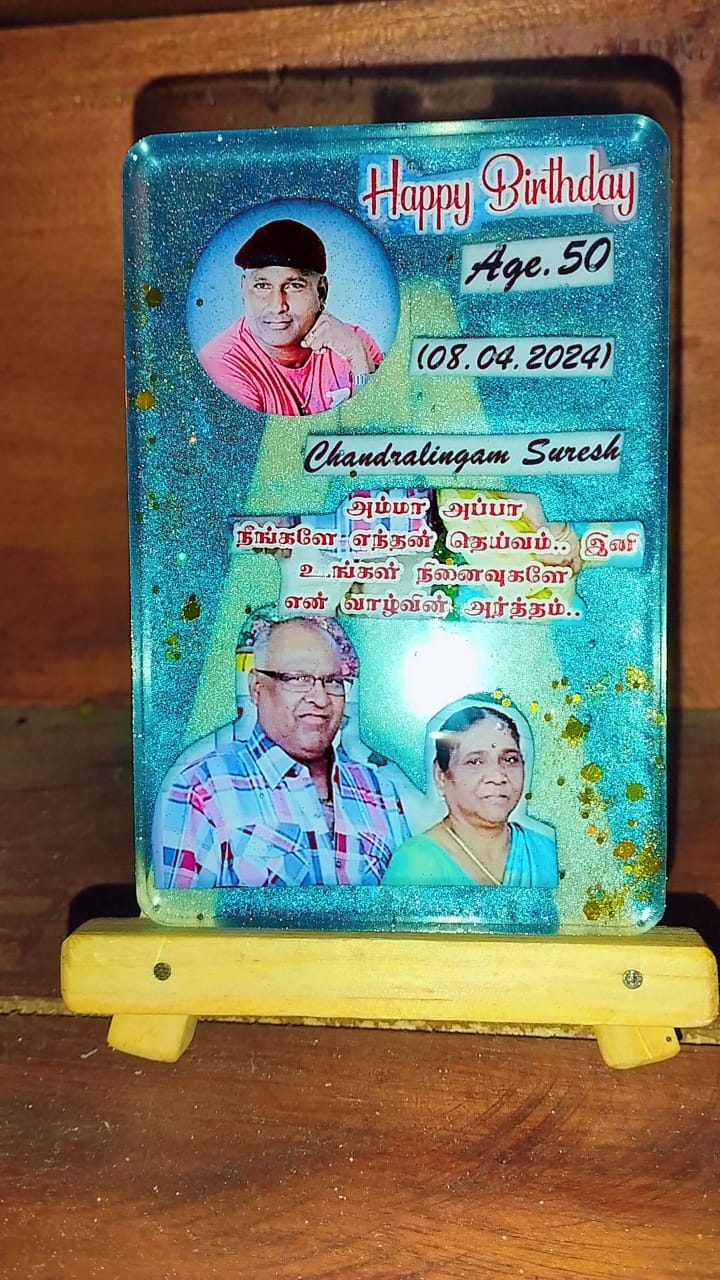 Happy Birthday
Age.50
(08.04.2024)
Chandralingam Suresh
அம்மா அப்பா
நீங்களே எந்தன் தெய்வம்.. இனி
உங்கள் நினைவுகளே
என் வாழ்வின் அர்த்தம்..